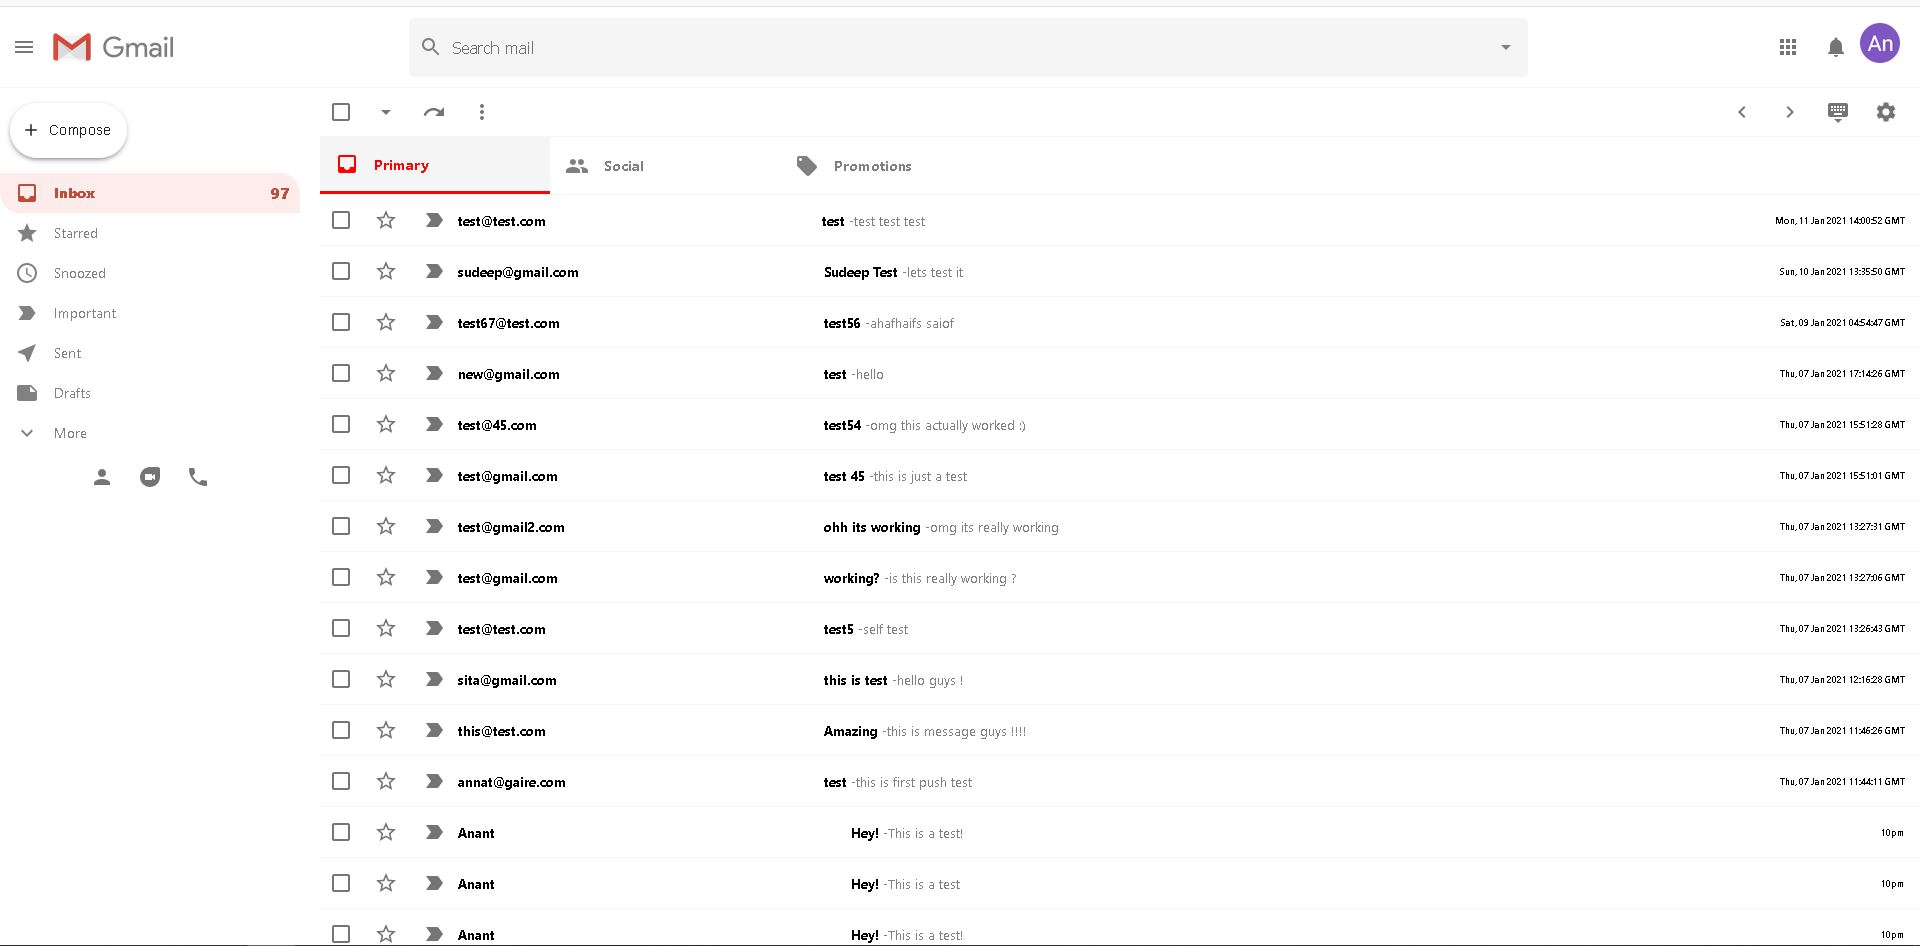 Gmail
Search mail
An
Compose
Primary
Social
Promotions
Inbox 97
Starred
Snoozed
Important
Sent
Drafts
More
test@test.com test -test test test Mon, 11 Jan 2021 14:00:52 GMT
sudeep@gmail.com Sudeep Test -lets test it Sun, 10 Jan 2021 13:35:50 GMT
test67@test.com test56 -ahafhaifs saiof Sat, 09 Jan 2021 04:54:47 GMT
new@gmail.com test -hello Thu, 07 Jan 2021 17:14:26 GMT
test@45.com test54 -omg this actually worked :) Thu, 07 Jan 2021 15:51:28 GMT
test@gmail.com test 45 -this is just a test Thu, 07 Jan 2021 15:51:01 GMT
test@gmail2.com ohh its working -omg its really working Thu, 07 Jan 2021 13:27:31 GMT
test@gmail.com working? -is this really working ? Thu, 07 Jan 2021 13:27:06 GMT
test@test.com test5 -self test Thu, 07 Jan 2021 13:26:43 GMT
sita@gmail.com this is test -hello guys ! Thu, 07 Jan 2021 12:16:28 GMT
this@test.com Amazing -this is message guys !!!! Thu, 07 Jan 2021 11:46:26 GMT
annat@gaire.com test -this is first push test Thu, 07 Jan 2021 11:44:11 GMT
Anant Hey! -This is a test! 10pm
Anant Hey! -This is a test 10pm
Anant Hey! -This is a test! 10pm